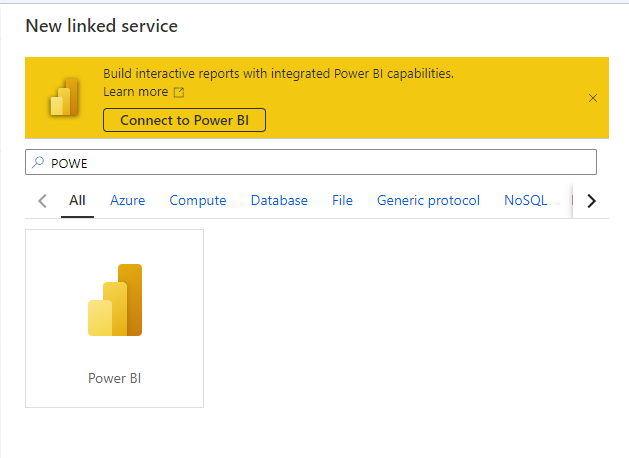 New linked service
Build interactive reports with integrated Power BI capabilities.
Learn more
Connect to Power BI
POWE
All Azure Compute Database File Generic protocol NoSQL
Power BI